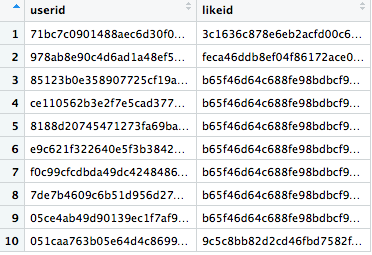 userid likeid
1 71bc7c0901488aec6d30f0... 3c1636c878e6eb2acfd00c6...
2 978ab8e90c4d6ad1a48ef5... feca46ddb8ef04f86172ace0...
3 85123b0e358907725cf19a... b65f46d64c688fe98bdbcf9...
4 ce110562b3e2f7e5cad377... b65f46d64c688fe98bdbcf9...
5 8188d20745471273fa69ba... b65f46d64c688fe98bdbcf9...
6 e9c621f322640e5f3b3842... b65f46d64c688fe98bdbcf9...
7 f0c99fcfdbda49dc4248486... b65f46d64c688fe98bdbcf9...
8 7de7b4609c6b51d956d27... b65f46d64c688fe98bdbcf9...
9 05ce4ab49d90139ec1f7af9... b65f46d64c688fe98bdbcf9...
10 051caa763b05e64d4c8699... 9c5c8bb82d2cd46fbd7582f...